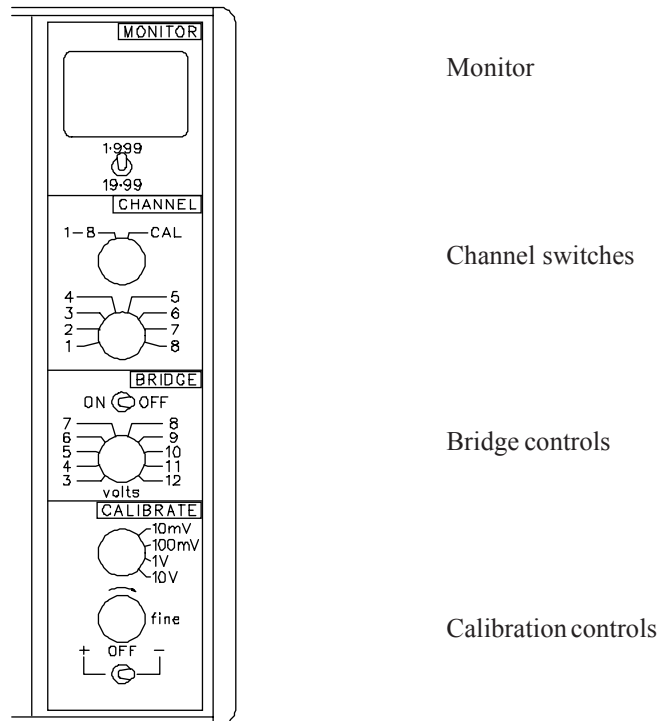 MONITOR
Monitor
1·999
19·99
CHANNEL
1-8 CAL
Channel switches
4 5
3 6
2 7
1 8
BRIDGE
ON OFF
7 8
6 9
5 10
4 11
3 12
volts
Bridge controls
CALIBRATE
10mV
100mV
1V
10V
fine
Calibration controls
+ OFF -